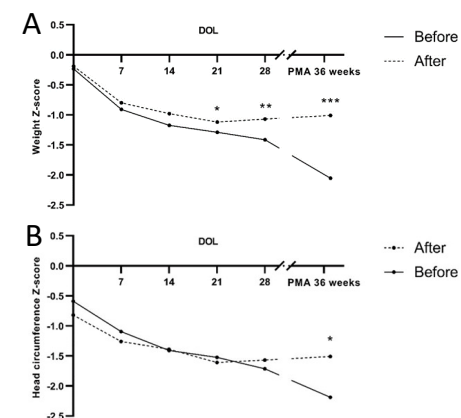 A
DOL
0.5
0.0
-0.5
-1.0
-1.5
-2.0
-2.5
Weight Z-score
7 14 21 28 PMA 36 weeks
* ** ***
Before
After
B
DOL
0.5
0.0
-0.5
-1.0
-1.5
-2.0
-2.5
Head circumference Z-score
7 14 21 28 PMA 36 weeks
*
After
Before